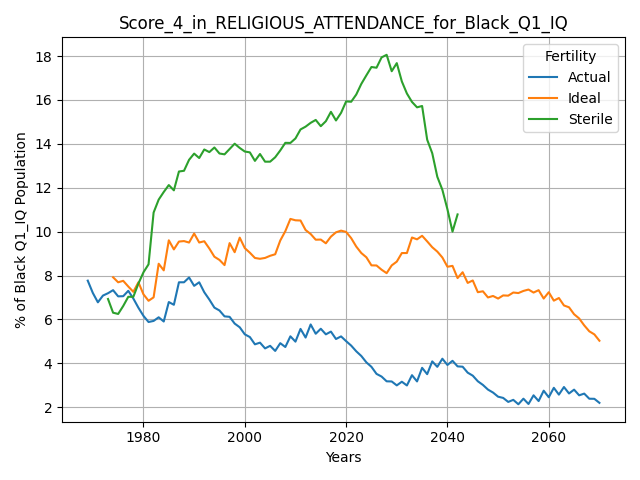 Score_4_in_RELIGIOUS_ATTENDANCE_for_Black_Q1_IQ
% of Black Q1_IQ Population
18
16
14
12
10
8
6
4
2
Fertility
Actual
Ideal
Sterile
1980 2000 2020 2040 2060
Years